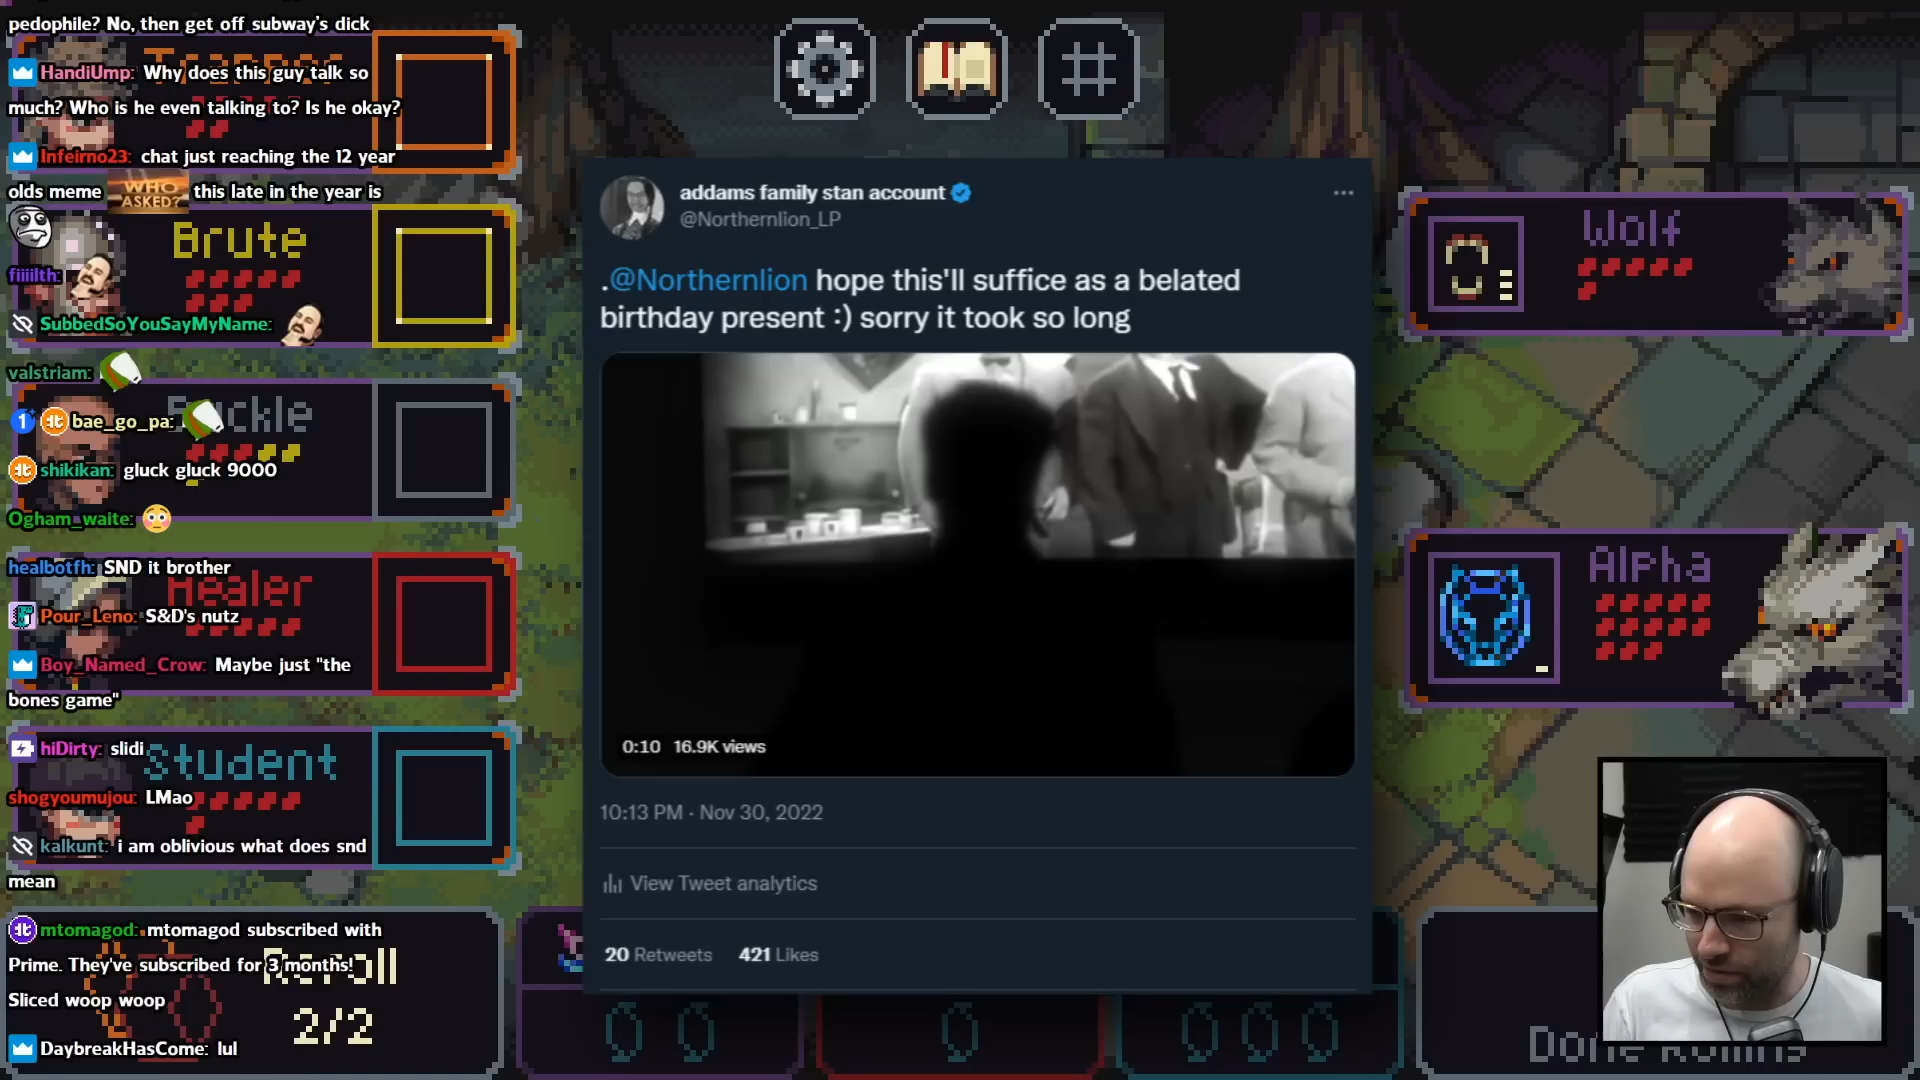 pedophile? No, then get off subway's dick
HandiUmp: Why does this guy talk so
much? Who is he even talking to? Is he okay?
Infeirno23: chat just reaching the 12 year
olds meme WHO ASKED? this late in the year is
fiiiilth:
SubbedSoYouSayMyName:
valstriam:
bae_go_pa:
shikikan: gluck gluck 9000
Ogham_waite:
healbotfh: SND it brother
Pour_Leno: S&D's nutz
Boy_Named_Crow: Maybe just "the
bones game"
hiDirty: slidi
shogyoumujou: LMao
kalkunt: i am oblivious what does snd
mean
mtomagod: mtomagod subscribed with
Prime. They've subscribed for 3 months!
Sliced woop woop
DaybreakHasCome: lul
Brute
Healer
Student
Reroll
2/2
addams family stan account
@Northernlion_LP
.@Northernlion hope this'll suffice as a belated
birthday present :) sorry it took so long
0:10 16.9K views
10:13 PM · Nov 30, 2022
View Tweet analytics
20 Retweets 421 Likes
Wolf
Alpha